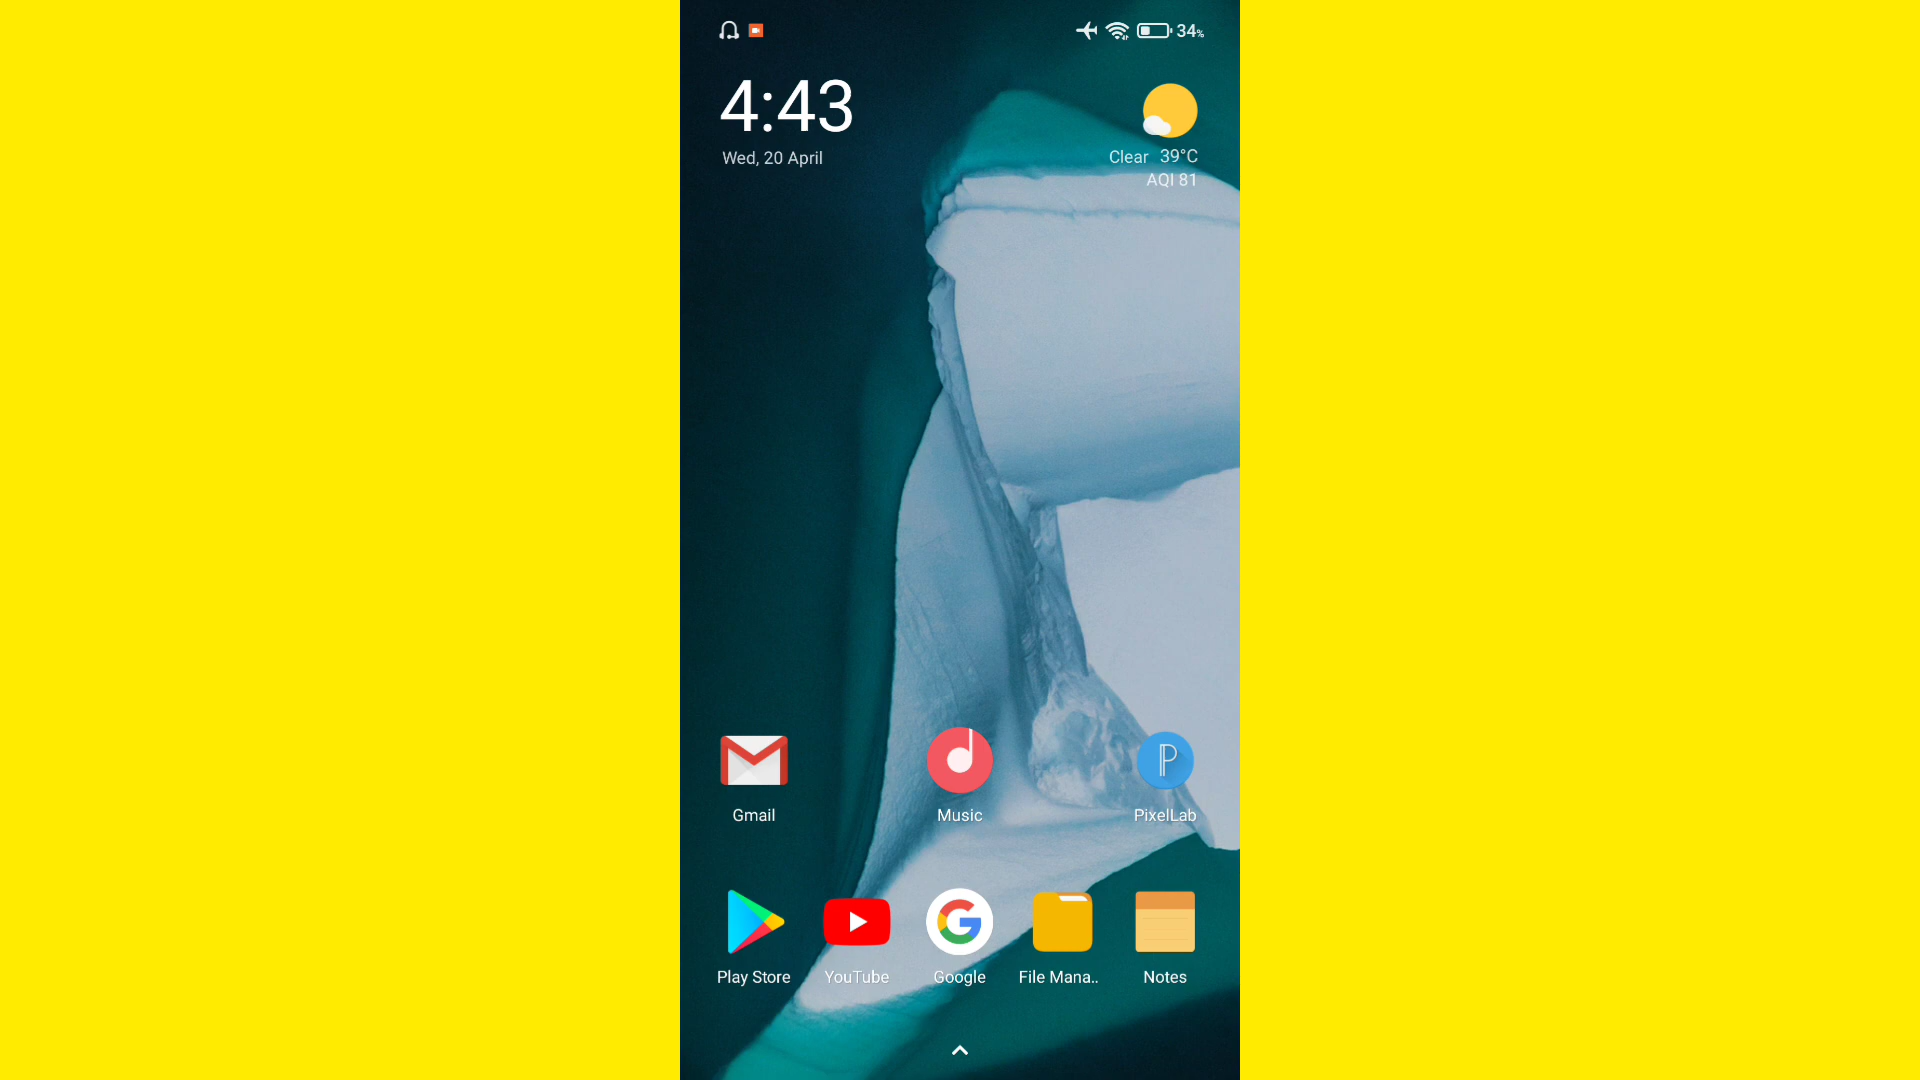 34%
4:43
Wed, 20 April
Clear 39°C
AQI 81
Gmail
Music
PixelLab
Play Store
YouTube
Google
File Mana..
Notes